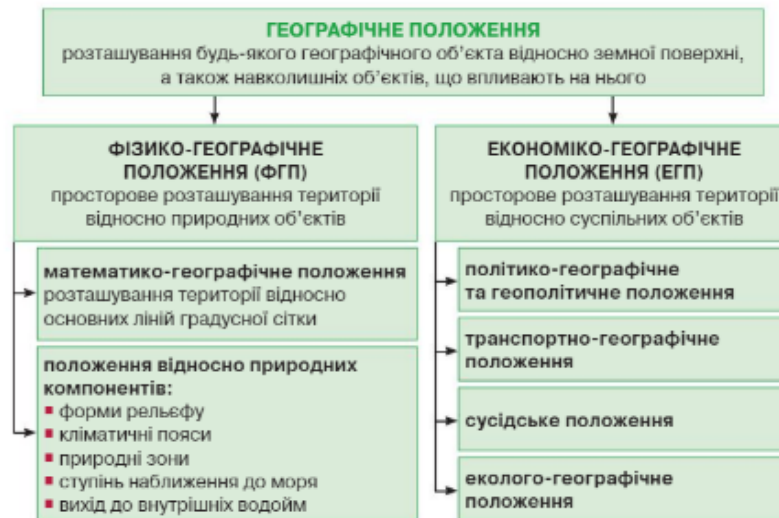 ГЕОГРАФІЧНЕ ПОЛОЖЕННЯ
розташування будь-якого географічного об’єкта відносно земної поверхні,
а також навколишніх об’єктів, що впливають на нього
ФІЗИКО-ГЕОГРАФІЧНЕ
ПОЛОЖЕННЯ (ФГП)
просторове розташування території
відносно природних об’єктів
математико-географічне положення
розташування території відносно
основних ліній градусної сітки
положення відносно природних
компонентів:
▪ форми рельєфу
▪ кліматичні пояси
▪ природні зони
▪ ступінь наближення до моря
▪ вихід до внутрішніх водойм
ЕКОНОМІКО-ГЕОГРАФІЧНЕ
ПОЛОЖЕННЯ (ЕГП)
просторове розташування території
відносно суспільних об’єктів
політико-географічне
та геополітичне положення
транспортно-географічне
положення
сусідське положення
еколого-географічне
положення